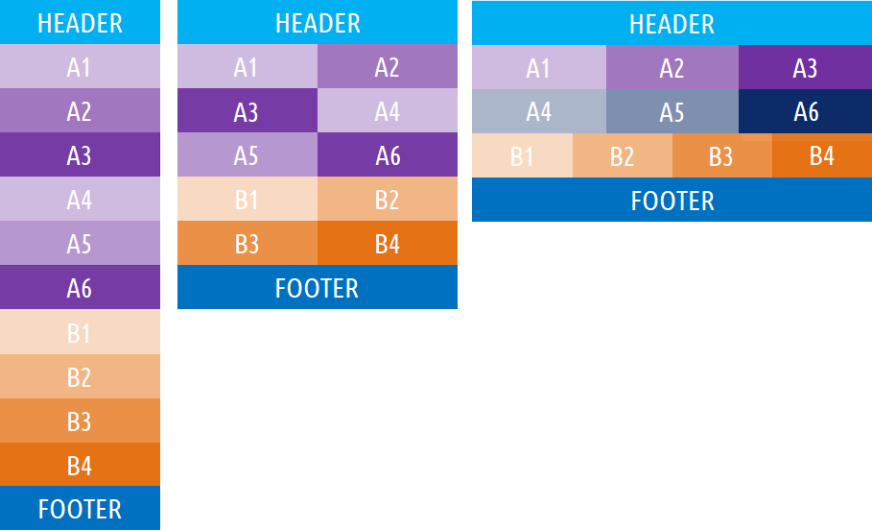 HEADER
A1
A2
A3
A4
A5
A6
B1
B2
B3
B4
FOOTER
HEADER
A1 A2
A3 A4
A5 A6
B1 B2
B3 B4
FOOTER
HEADER
A1 A2 A3
A4 A5 A6
B1 B2 B3 B4
FOOTER